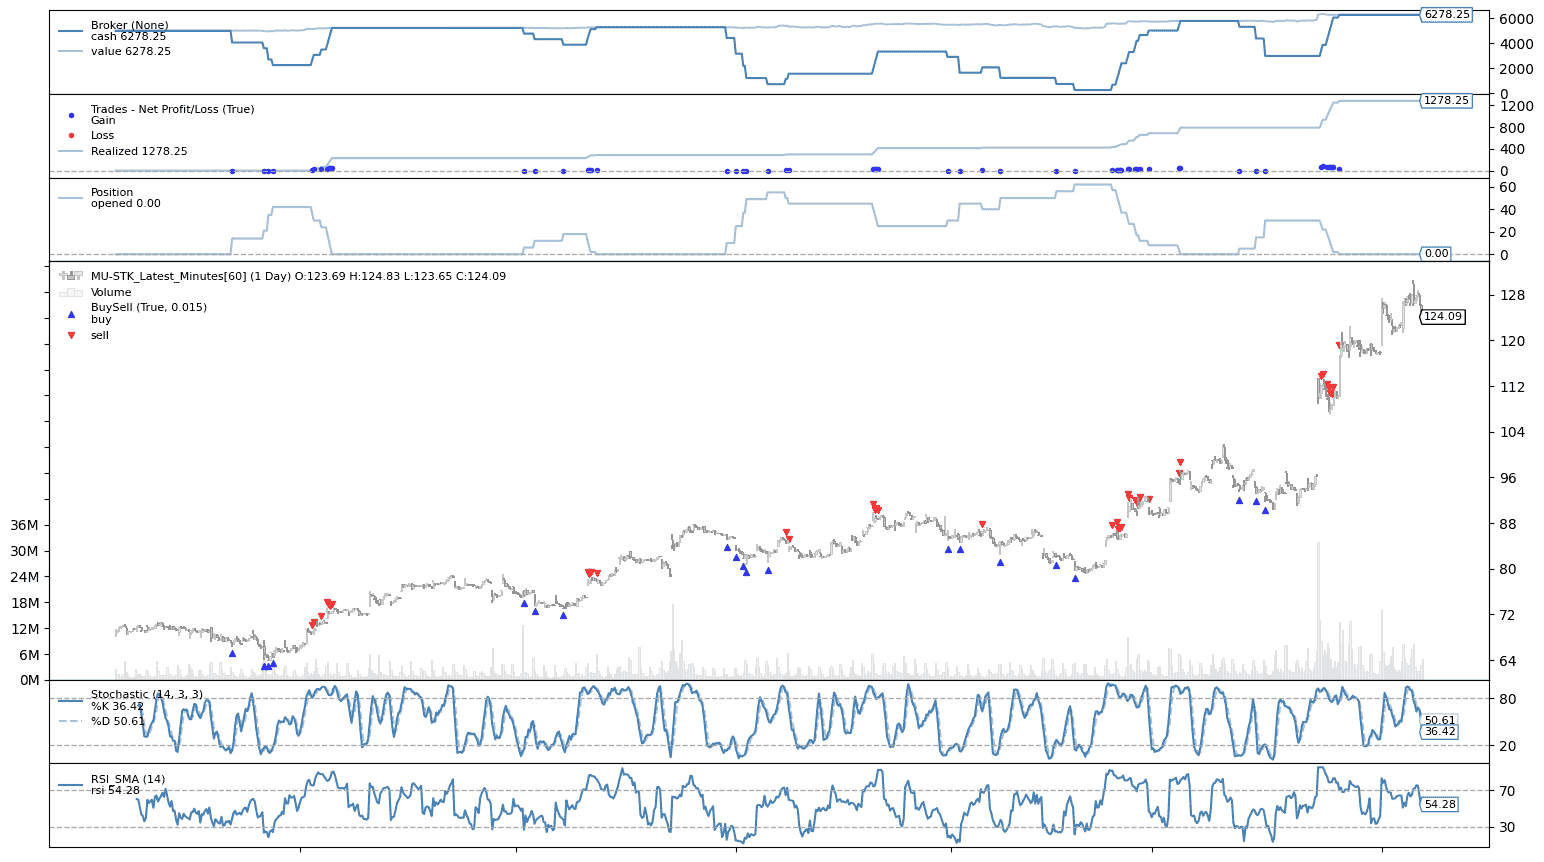 Broker (None)
cash 6278.25
value 6278.25
6278.25
6000
4000
2000
0
Trades - Net Profit/Loss (True)
Gain
Loss
Realized 1278.25
1278.25
1200
800
400
0
Position
opened 0.00
60
40
20
0
0.00
MU-STK_Latest_Minutes[60] (1 Day) O:123.69 H:124.83 L:123.65 C:124.09
Volume
BuySell (True, 0.015)
buy
sell
128
124.09
120
112
104
96
88
80
72
64
36M
30M
24M
18M
12M
6M
0M
Stochastic (14, 3, 3)
%K 36.42
%D 50.61
80
50.61
36.42
20
RSI_SMA (14)
rsi 54.28
70
54.28
30